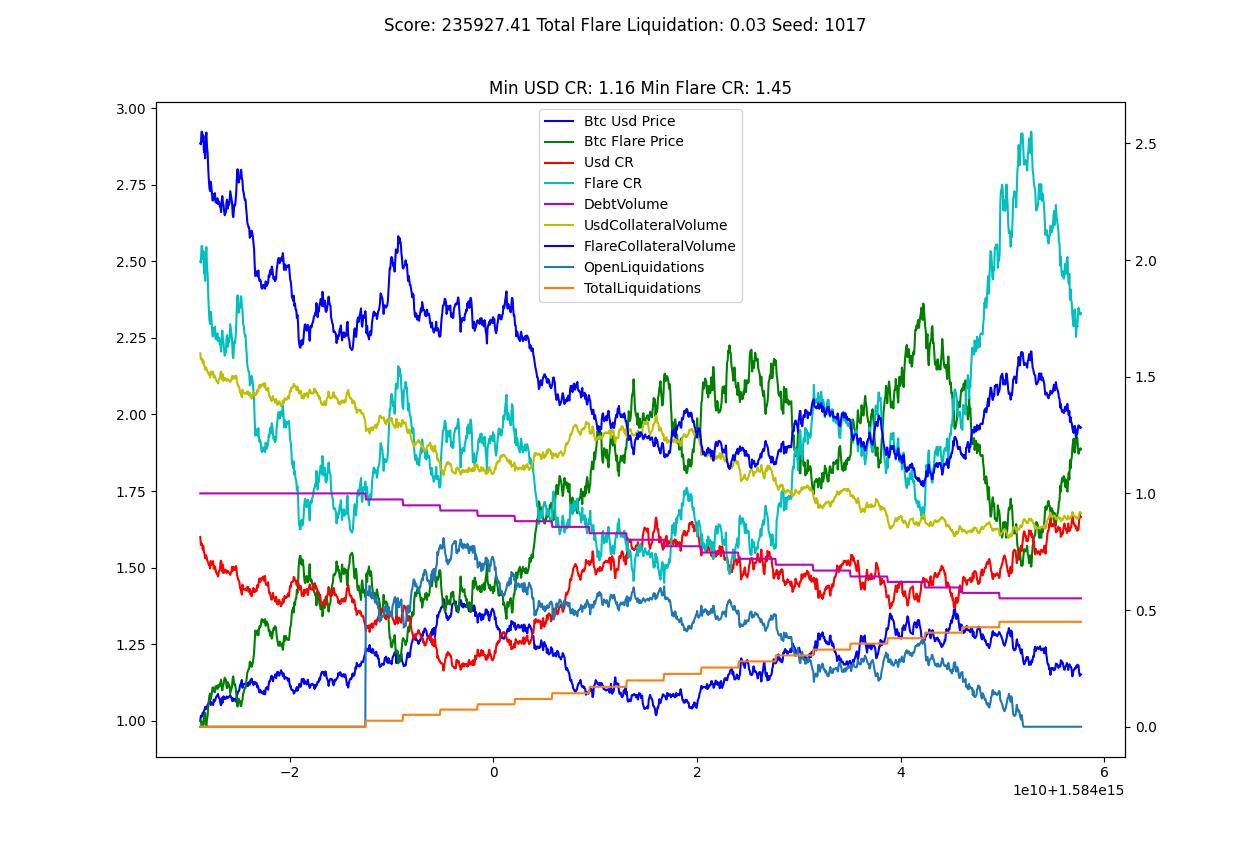 Score: 235927.41 Total Flare Liquidation: 0.03 Seed: 1017
Min USD CR: 1.16 Min Flare CR: 1.45
3.00
2.75
2.50
2.25
2.00
1.75
1.50
1.25
1.00
Btc Usd Price
Btc Flare Price
Usd CR
Flare CR
DebtVolume
UsdCollateralVolume
FlareCollateralVolume
OpenLiquidations
TotalLiquidations
2.5
2.0
1.5
1.0
0.5
0.0
−2 0 2 4 6
1e10+1.584e15